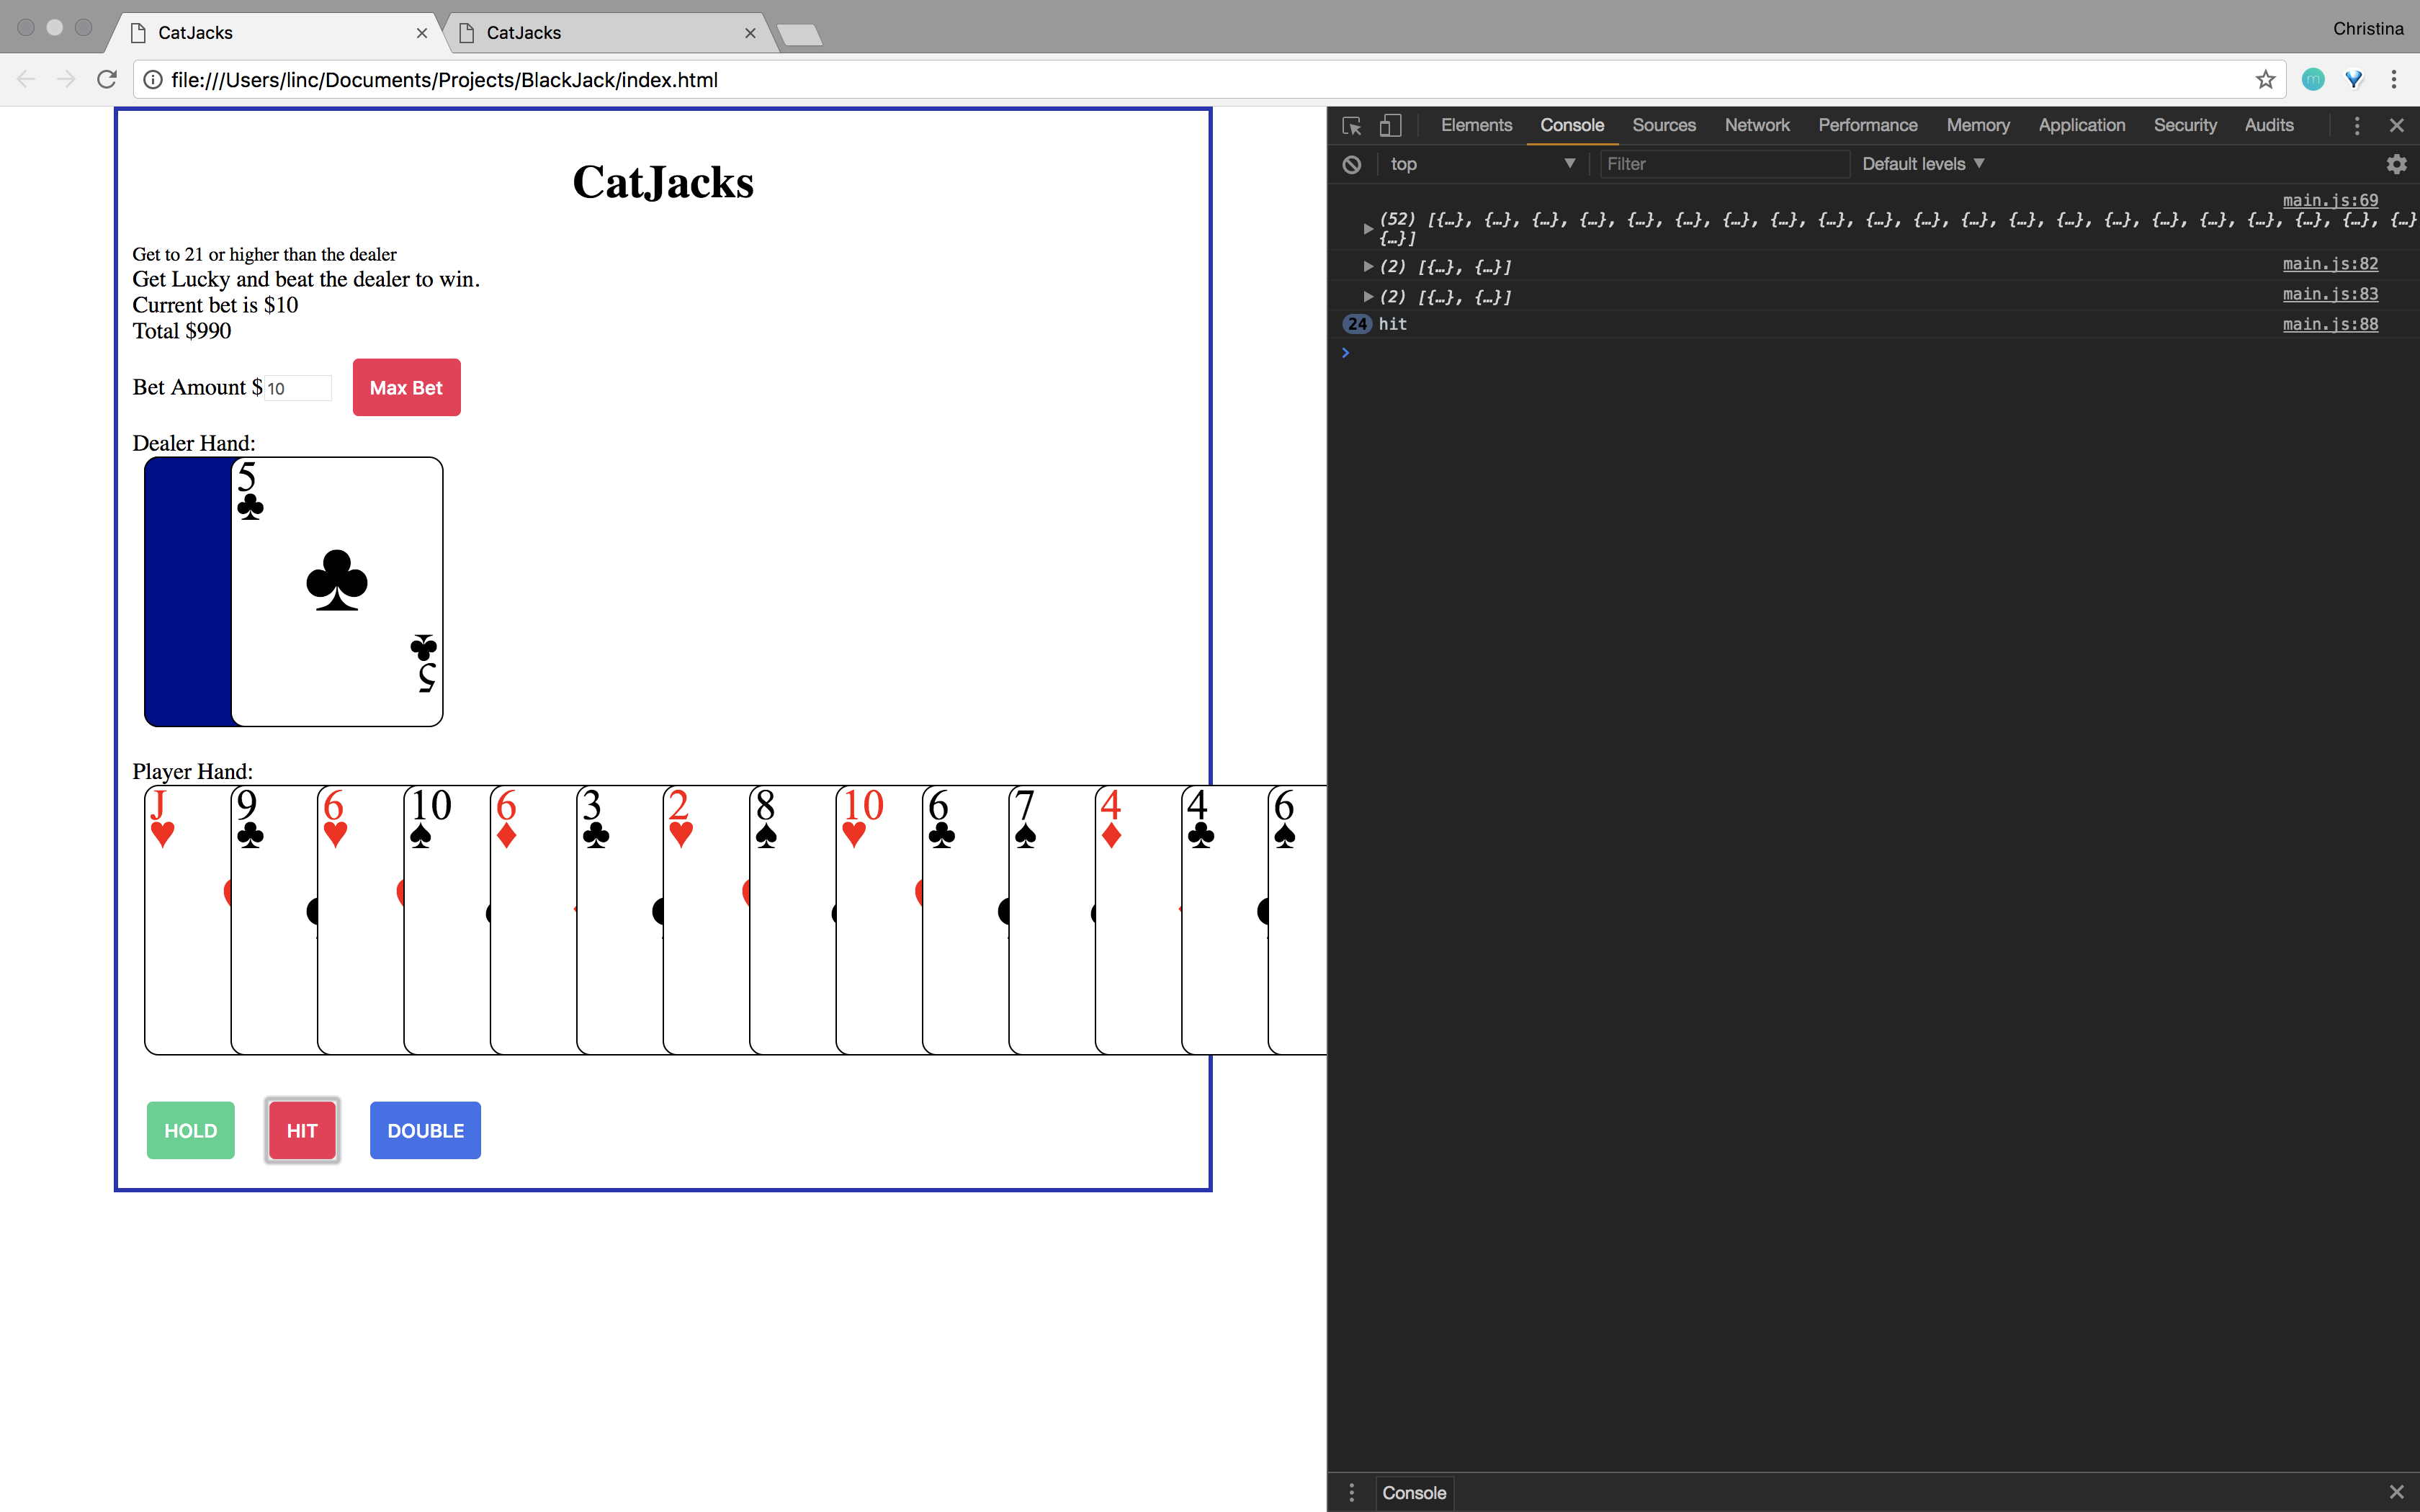 CatJacks
CatJacks
Christina
file:///Users/linc/Documents/Projects/BlackJack/index.html
CatJacks
Get to 21 or higher than the dealer
Get Lucky and beat the dealer to win.
Current bet is $10
Total $990
Bet Amount $ 10 Max Bet
Dealer Hand:
5
♣
♣
♣
5
Player Hand:
J 9 6 10 6 3 2 8 10 6 7 4 4 6
♥ ♣ ♥ ♠ ♦ ♣ ♥ ♠ ♥ ♣ ♠ ♦ ♣ ♠
HOLD HIT DOUBLE
Elements Console Sources Network Performance Memory Application Security Audits
top Filter Default levels
main.js:69
(52) [{…}, {…}, {…}, {…}, {…}, {…}, {…}, {…}, {…}, {…}, {…}, {…}, {…}, {…}, {…}, {…}, {…}, {…}, {…}, {…}, {…}
{…}]
(2) [{…}, {…}] main.js:82
(2) [{…}, {…}] main.js:83
24 hit main.js:88
Console